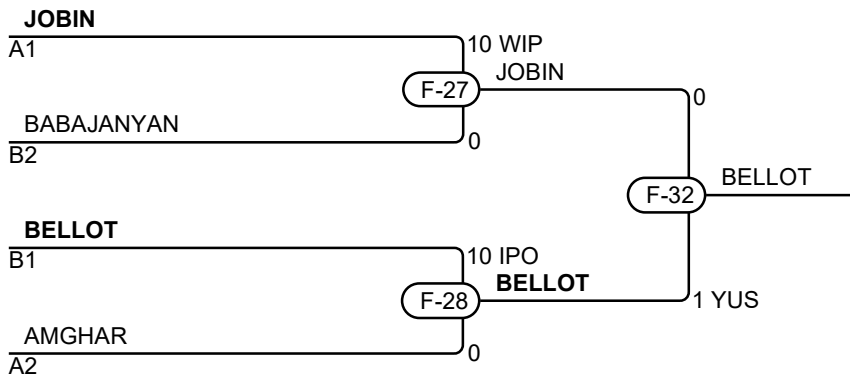 JOBIN
A1
10 WIP
F-27
JOBIN
BABAJANYAN
B2
0
0
F-32
BELLOT
BELLOT
B1
10 IPO
F-28
BELLOT
1 YUS
AMGHAR
A2
0